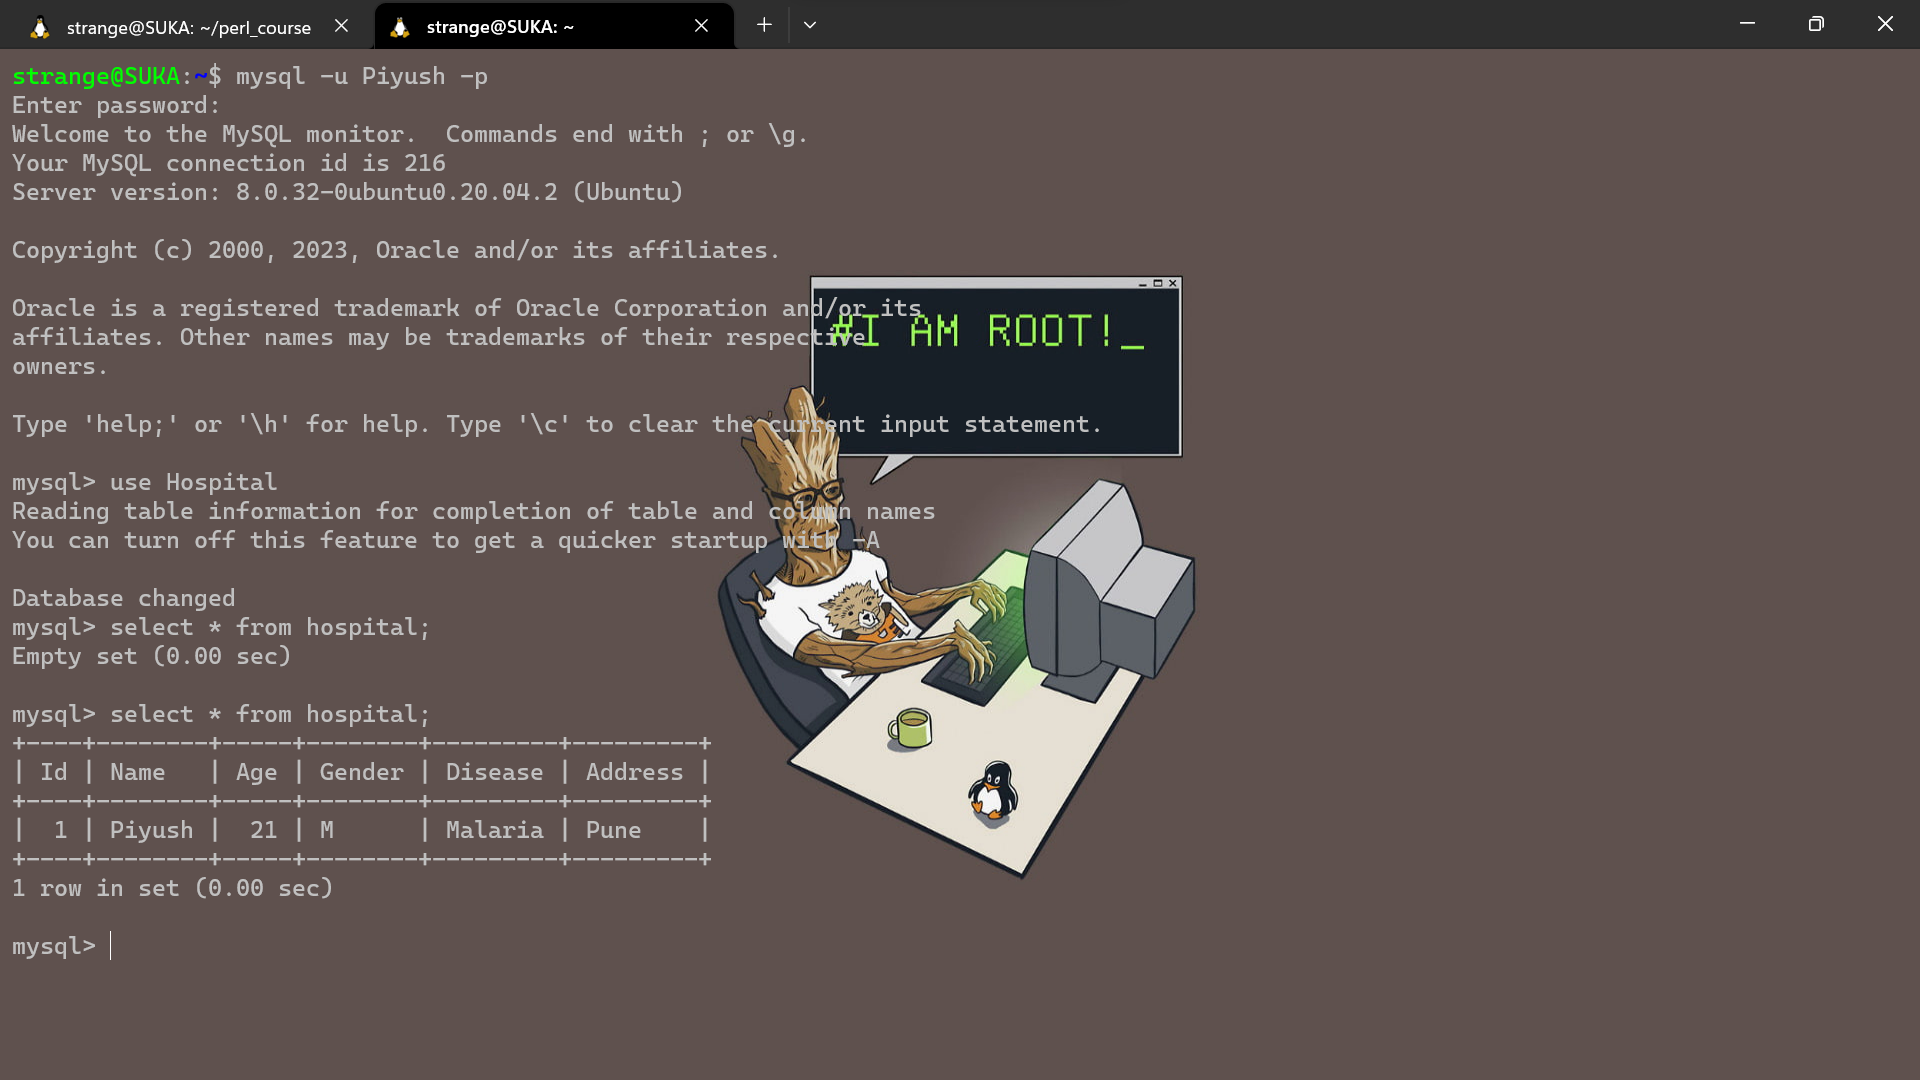 strange@SUKA: ~/perl_course
strange@SUKA: ~
strange@SUKA:~$ mysql -u Piyush -p
Enter password:
Welcome to the MySQL monitor.  Commands end with ; or \g.
Your MySQL connection id is 216
Server version: 8.0.32-0ubuntu0.20.04.2 (Ubuntu)
Copyright (c) 2000, 2023, Oracle and/or its affiliates.
Oracle is a registered trademark of Oracle Corporation and/or its
affiliates. Other names may be trademarks of their respective
owners.
#I AM ROOT!_
Type 'help;' or '\h' for help. Type '\c' to clear the current input statement.
mysql> use Hospital
Reading table information for completion of table and column names
You can turn off this feature to get a quicker startup with -A
Database changed
mysql> select * from hospital;
Empty set (0.00 sec)
mysql> select * from hospital;
+----+--------+-----+--------+---------+---------+
| Id | Name   | Age | Gender | Disease | Address |
+----+--------+-----+--------+---------+---------+
|  1 | Piyush |  21 | M      | Malaria | Pune    |
+----+--------+-----+--------+---------+---------+
1 row in set (0.00 sec)
mysql>